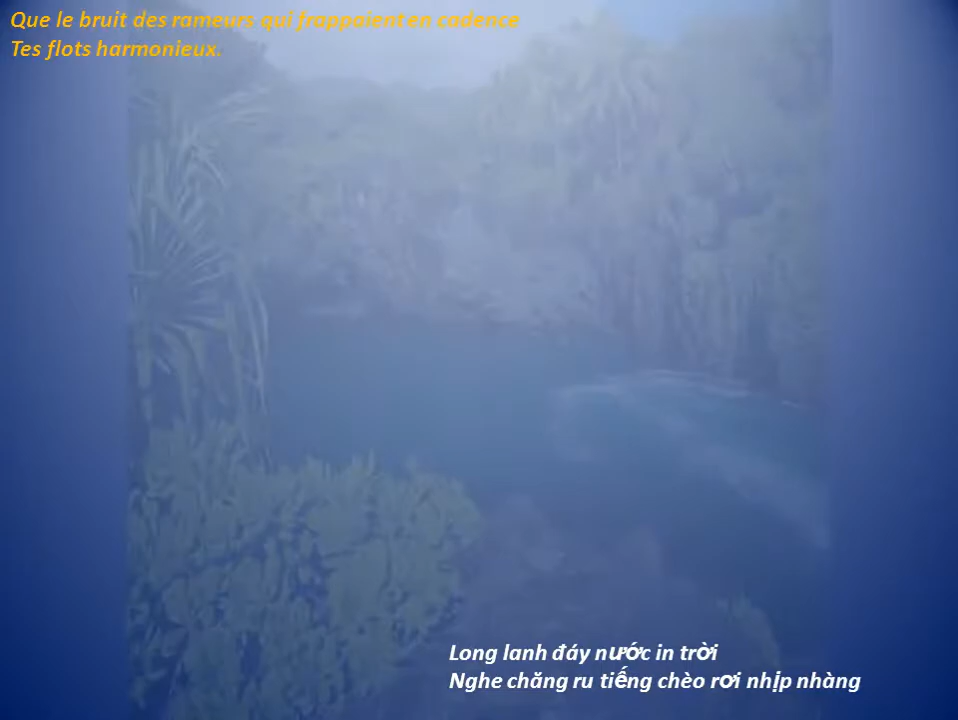 Que le bruit des rameurs qui frappaient en cadence
Tes flots harmonieux.
Long lanh đáy nước in trời
Nghe chăng ru tiếng chèo rơi nhịp nhàng